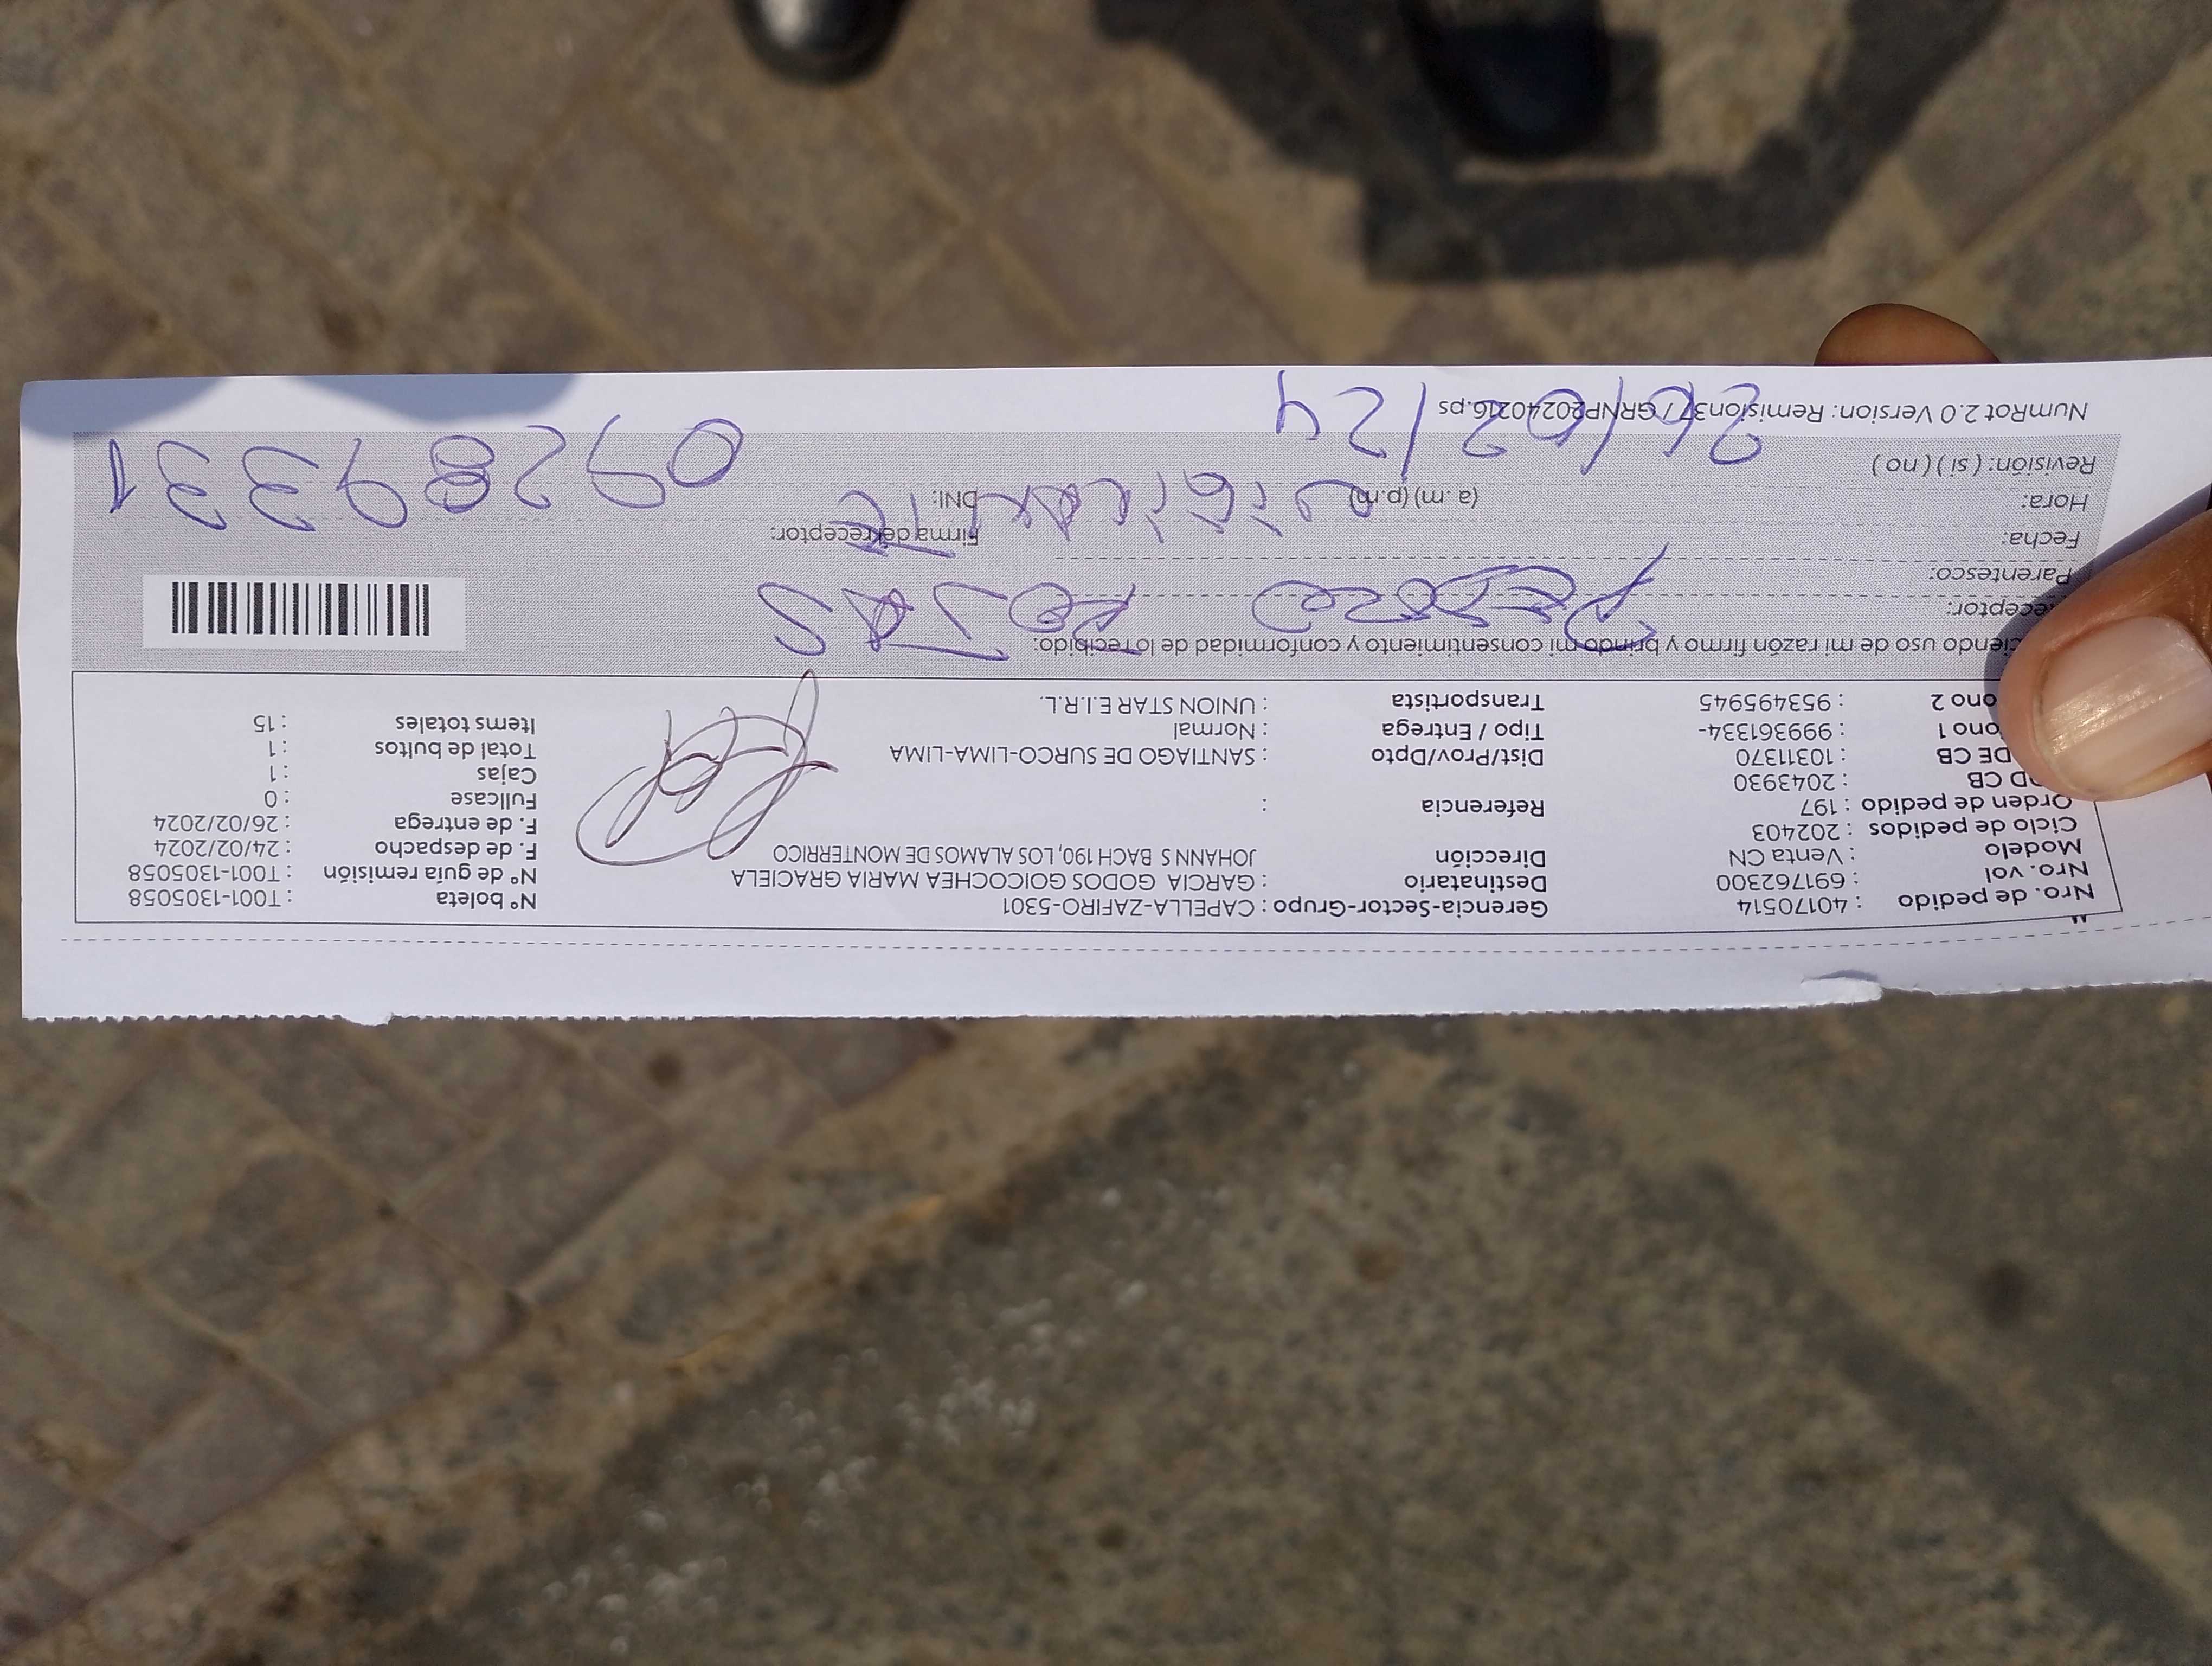 Nro. de pedido : 40170514 Gerencia-Sector-Grupo : CAPELLA-ZAFIRO-5301 N° boleta : T001-1305058
Nro. vol : 691762300 Destinatario : GARCIA GODOS GOICOCHEA MARIA GRACIELA N° de guía remisión : T001-1305058
Modelo : Venta CN Dirección JOHANN S BACH 190, LOS ALAMOS DE MONTERRICO F. de despacho : 24/02/2024
Ciclo de pedidos : 202403 F. de entrega : 26/02/2024
Orden de pedido : 197 Referencia : Fullcase : 0
OD CB : 2043930 Cajas : 1
DE CB : 10311370 Dist/Prov/Dpto : SANTIAGO DE SURCO-LIMA-LIMA Total de bultos : 1
ono 1 : 999361334- Tipo / Entrega : Normal Items totales : 15
ono 2 : 953495945 Transportista : UNION STAR E.I.R.L.
ciendo uso de mi razón firmo y brindo mi consentimiento y conformidad de lo recibido:
eceptor: ROJAS
Parentesco:
Fecha: Firma del receptor:
Hora: (a.m) (p.m) VIGILANTE DNI: 09289331
Revisión: ( si ) ( no ) 26/02/24
NumRot 2.0 Version: Remision37 / GRNP20240216.ps